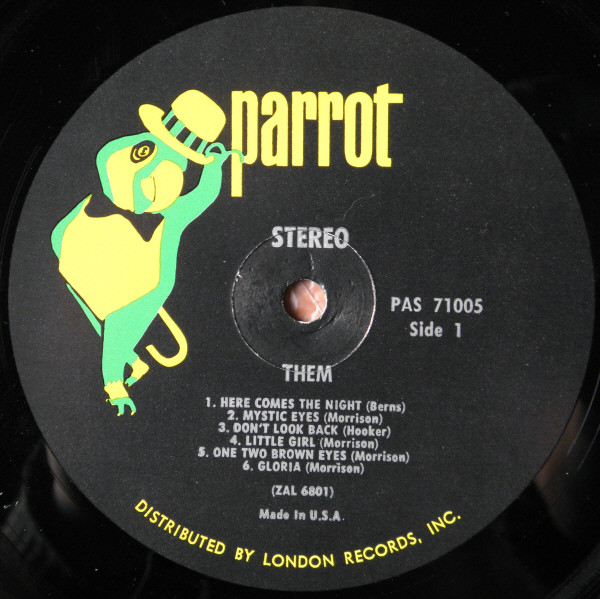 parrot
STEREO
PAS 71005
Side 1
THEM
1. HERE COMES THE NIGHT (Berns)
2. MYSTIC EYES (Morrison)
3. DON'T LOOK BACK (Hooker)
4. LITTLE GIRL (Morrison)
5. ONE TWO BROWN EYES (Morrison)
6. GLORIA (Morrison)
(ZAL 6801)
Made In U.S.A.
DISTRIBUTED BY LONDON RECORDS, INC.